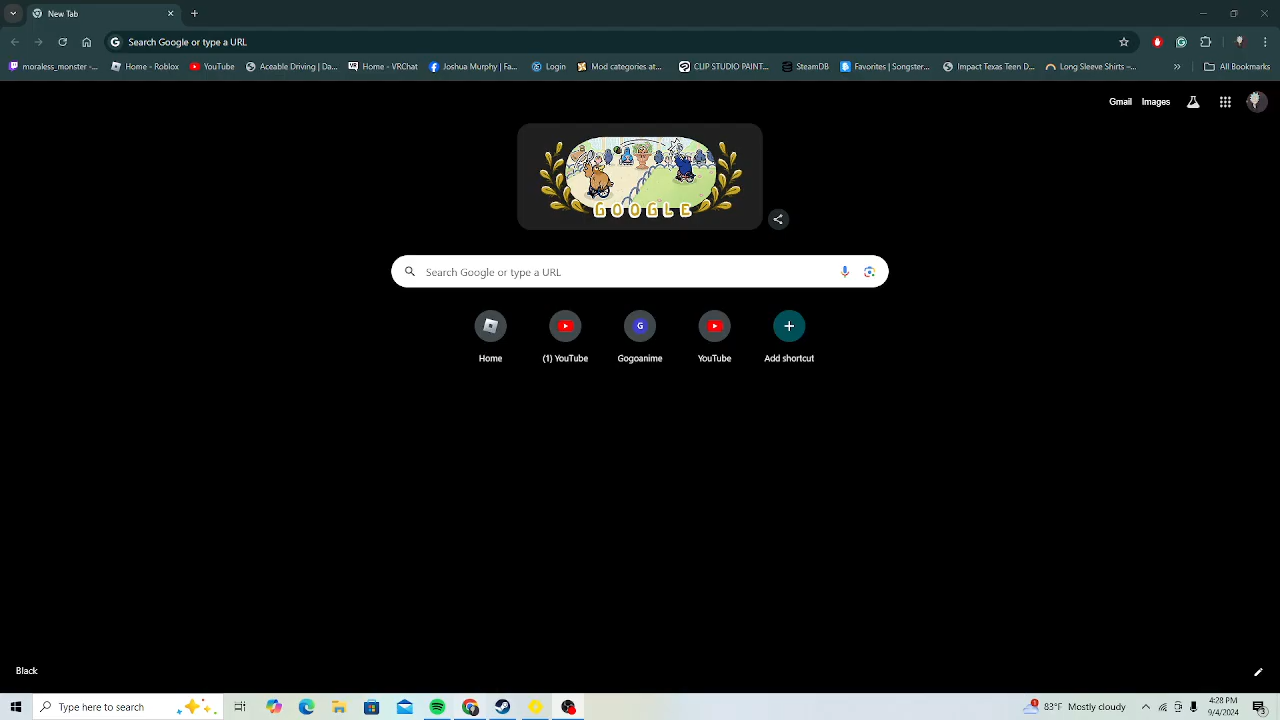 New Tab
Search Google or type a URL
moraless_monster -...
Home - Roblox
YouTube
Aceable Driving | Da...
Home - VRChat
Joshua Murphy | Fa...
Login
Mod categories at...
CLIP STUDIO PAINT...
SteamDB
Favorites | Songster...
Impact Texas Teen D...
Long Sleeve Shirts –...
All Bookmarks
Gmail
Images
GOOGLE
Search Google or type a URL
Home
(1) YouTube
Gogoanime
YouTube
Add shortcut
Black
Type here to search
83°F Mostly cloudy
4:28 PM
9/4/2024